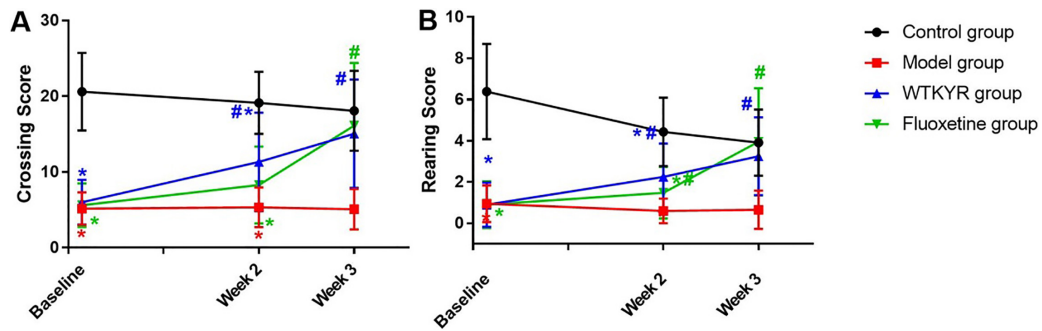 A
Crossing Score
30
20
10
0
*
*
*
#*
*
*
#
#
Baseline
Week 2
Week 3
B
Rearing Score
10
8
6
4
2
0
*
*
*
*#
*#
#
#
Baseline
Week 2
Week 3
Control group
Model group
WTKYR group
Fluoxetine group